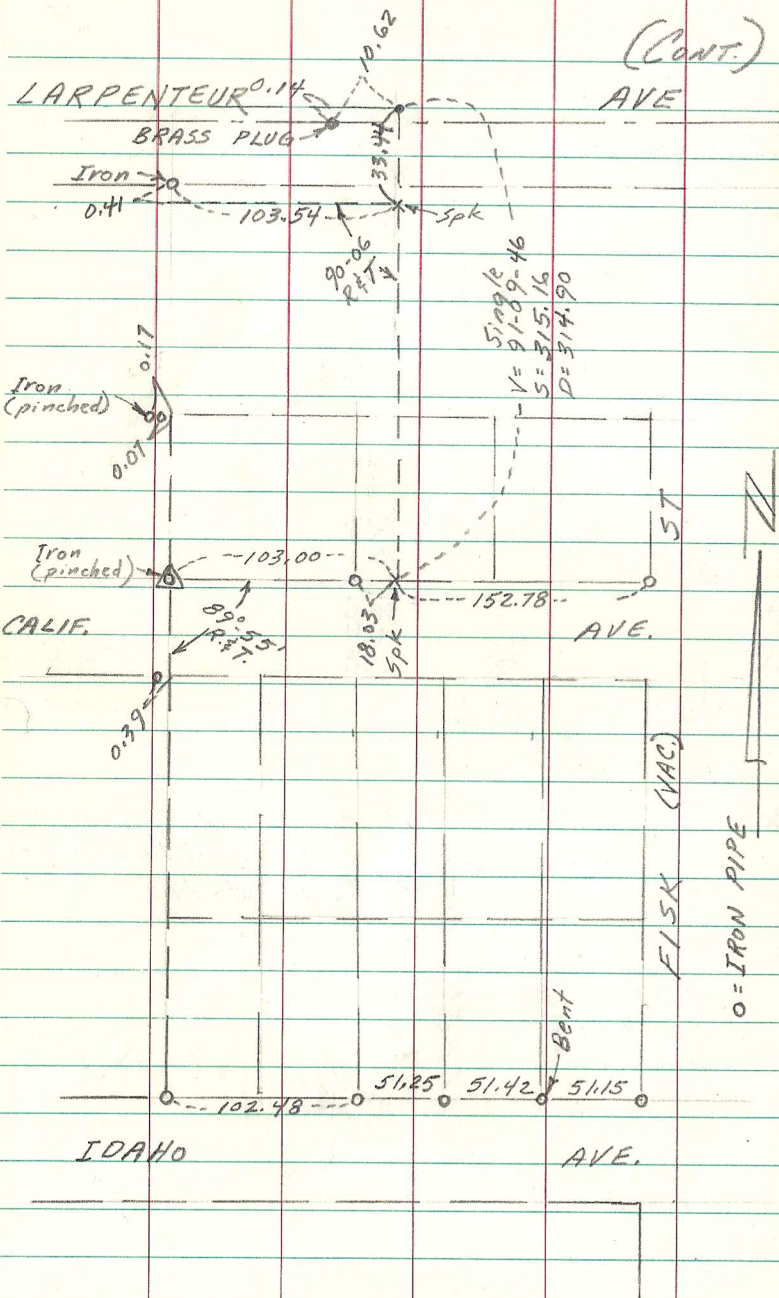 (CONT.)
10.62
LARPENTEUR 0.14 AVE
BRASS PLUG
33.44
Iron
0.41
103.54
Spk
90-06
R&T
Single
V=91-09-46
S=315.16
D=314.90
0.17
Iron
(pinched)
0.07
N
ST
Iron
(pinched)
103.00
152.78
CALIF. AVE.
89°-55'
R.&T.
18.03
Spk
0.39
FISK (VAC.)
O=IRON PIPE
Bent
51.25 51.42 51.15
102.48
IDAHO AVE.